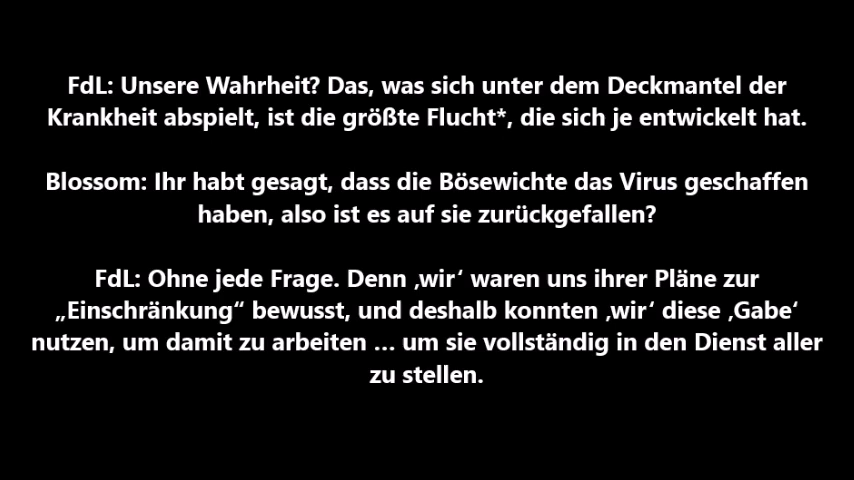 FdL: Unsere Wahrheit? Das, was sich unter dem Deckmantel der
Krankheit abspielt, ist die größte Flucht*, die sich je entwickelt hat.
Blossom: Ihr habt gesagt, dass die Bösewichte das Virus geschaffen
haben, also ist es auf sie zurückgefallen?
FdL: Ohne jede Frage. Denn ‚wir‘ waren uns ihrer Pläne zur
„Einschränkung“ bewusst, und deshalb konnten ‚wir‘ diese ‚Gabe‘
nutzen, um damit zu arbeiten … um sie vollständig in den Dienst aller
zu stellen.